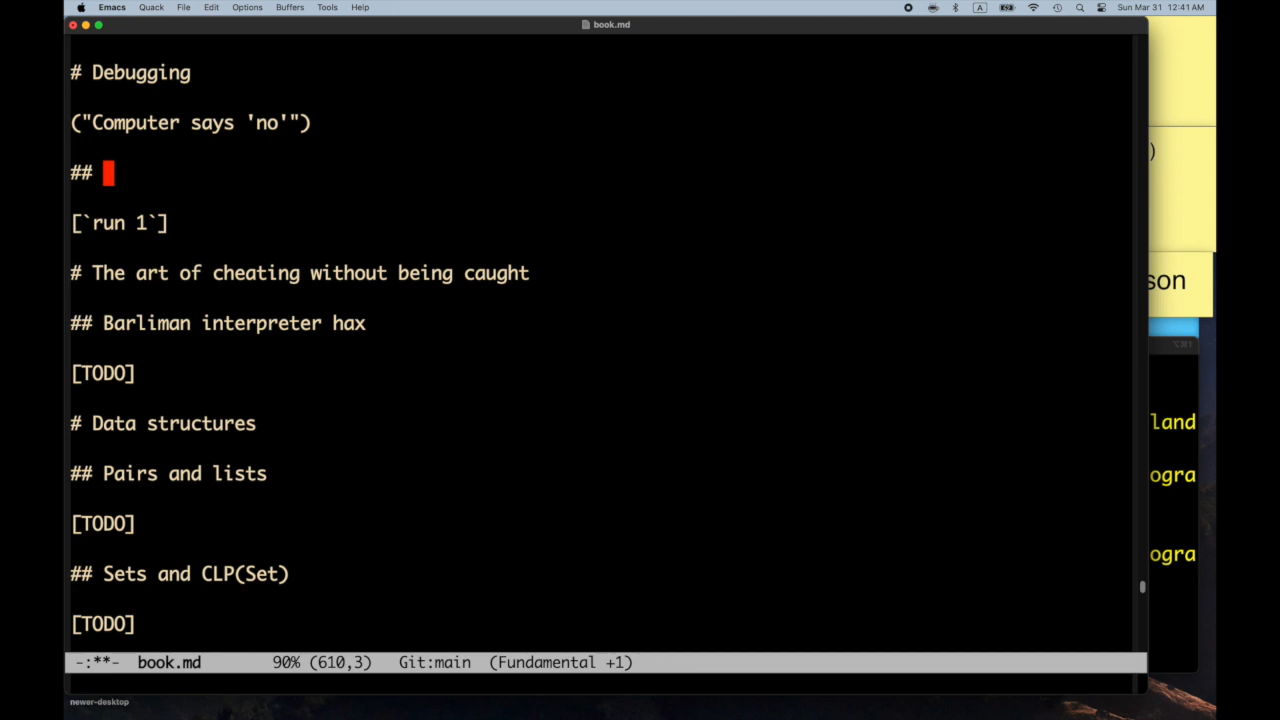 Emacs Quack File Edit Options Buffers Tools Help A Sun Mar 31 12:41 AM
book.md
# Debugging
("Computer says 'no'")
##
[`run 1`]
# The art of cheating without being caught
## Barliman interpreter hax
[TODO]
# Data structures
## Pairs and lists
[TODO]
## Sets and CLP(Set)
[TODO]
)
son
land
ogra
ogra
-:**- book.md 90% (610,3) Git:main (Fundamental +1)
newer-desktop